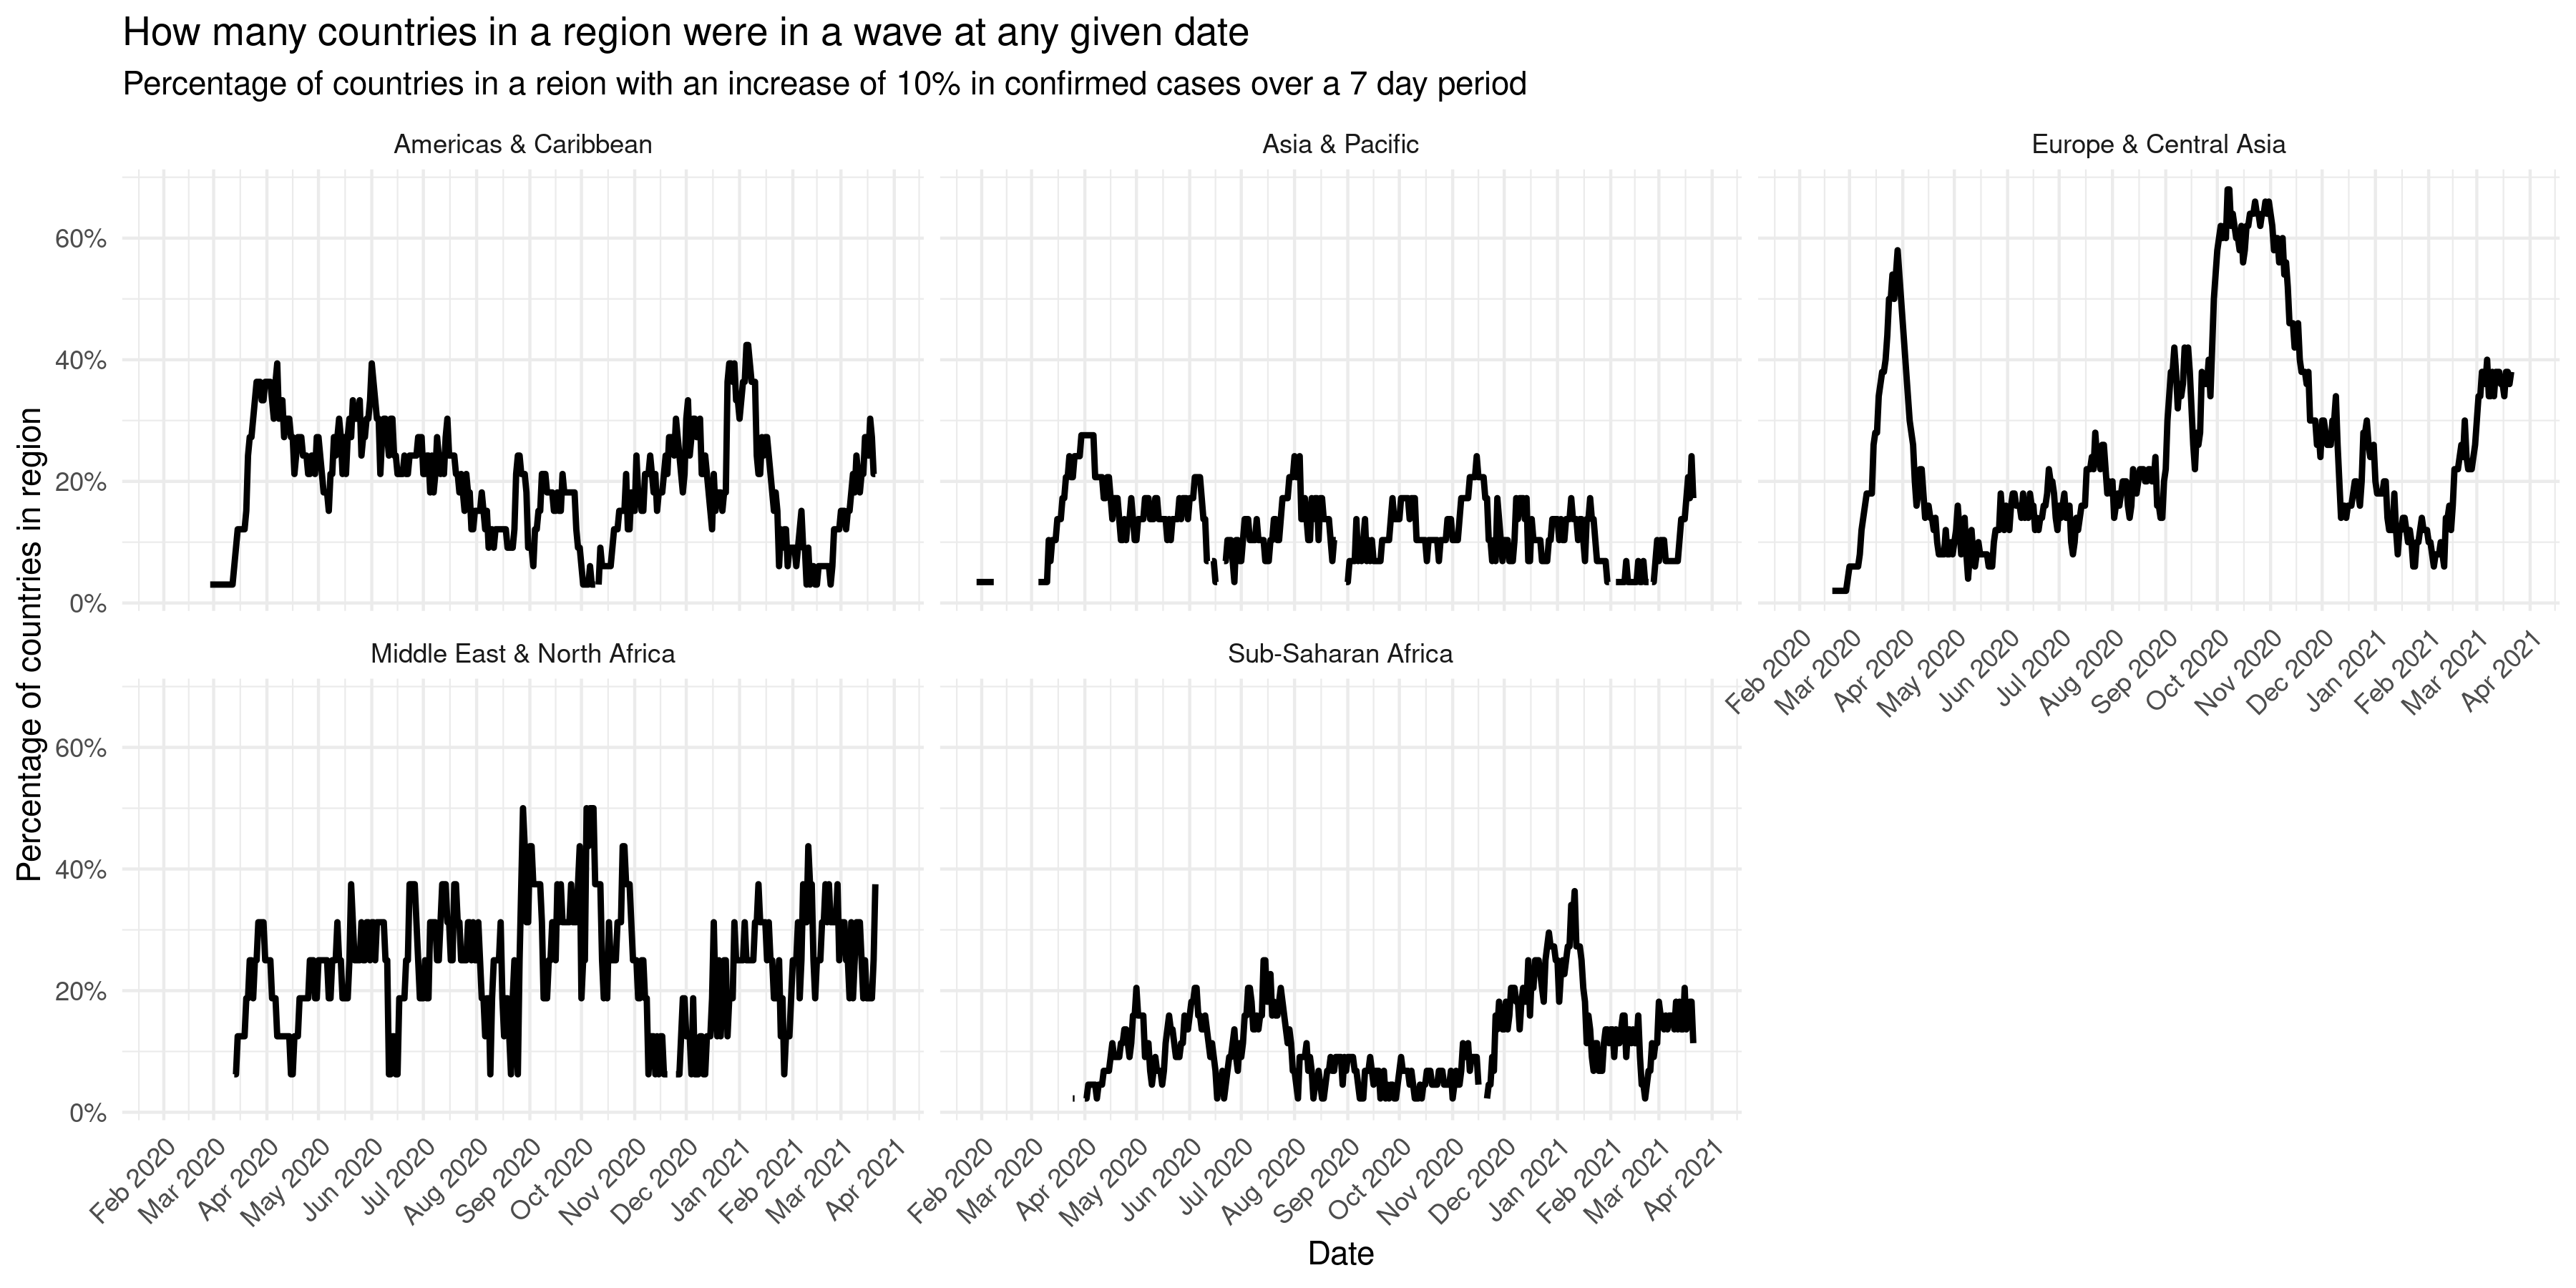 How many countries in a region were in a wave at any given date
Percentage of countries in a reion with an increase of 10% in confirmed cases over a 7 day period
Americas & Caribbean
Asia & Pacific
Europe & Central Asia
60%
40%
20%
0%
Feb 2020
Mar 2020
Apr 2020
May 2020
Jun 2020
Jul 2020
Aug 2020
Sep 2020
Oct 2020
Nov 2020
Dec 2020
Jan 2021
Feb 2021
Mar 2021
Apr 2021
Percentage of countries in region
Middle East & North Africa
Sub-Saharan Africa
60%
40%
20%
0%
Feb 2020
Mar 2020
Apr 2020
May 2020
Jun 2020
Jul 2020
Aug 2020
Sep 2020
Oct 2020
Nov 2020
Dec 2020
Jan 2021
Feb 2021
Mar 2021
Apr 2021
Feb 2020
Mar 2020
Apr 2020
May 2020
Jun 2020
Jul 2020
Aug 2020
Sep 2020
Oct 2020
Nov 2020
Dec 2020
Jan 2021
Feb 2021
Mar 2021
Apr 2021
Date